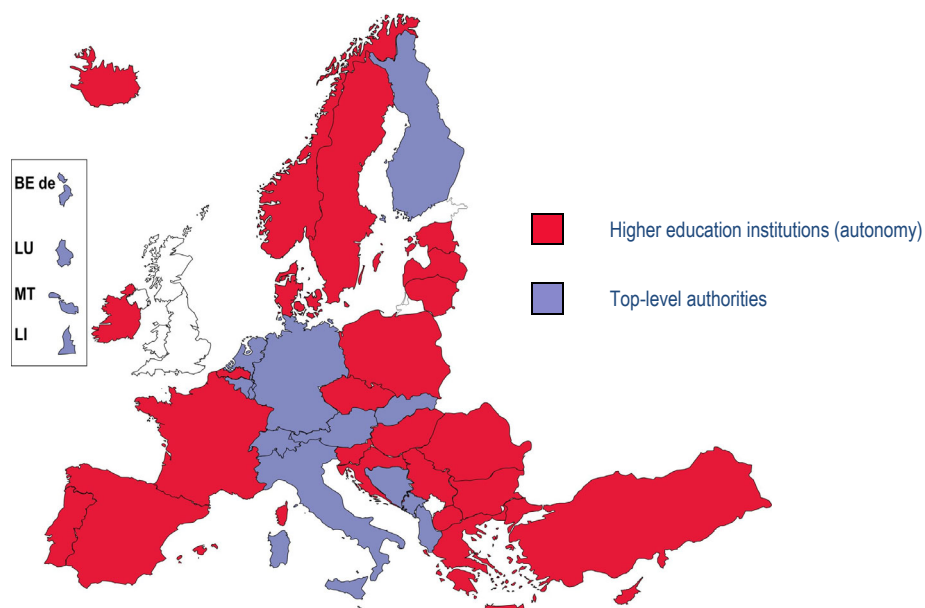 BE de
LU
MT
LI
Higher education institutions (autonomy)
Top-level authorities